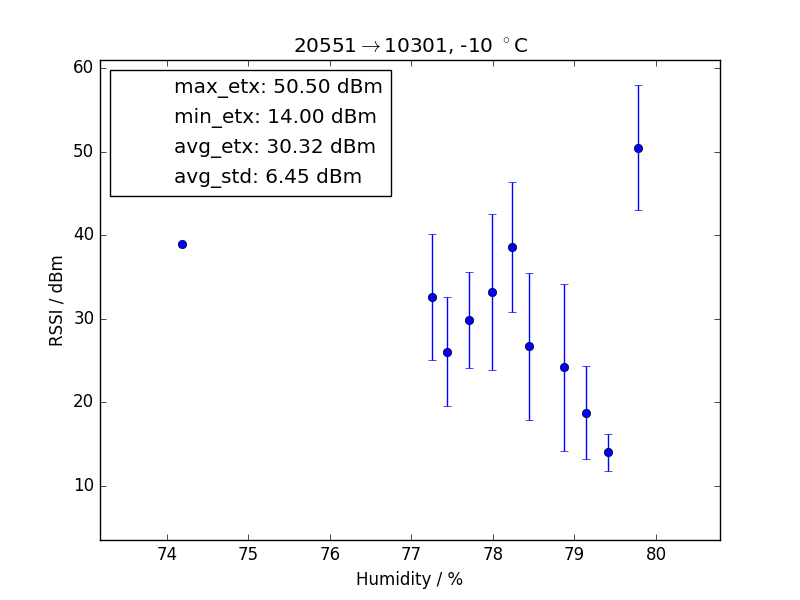 20551→10301, -10 °C
max_etx: 50.50 dBm
min_etx: 14.00 dBm
avg_etx: 30.32 dBm
avg_std: 6.45 dBm
RSSI / dBm
60
50
40
30
20
10
74 75 76 77 78 79 80
Humidity / %